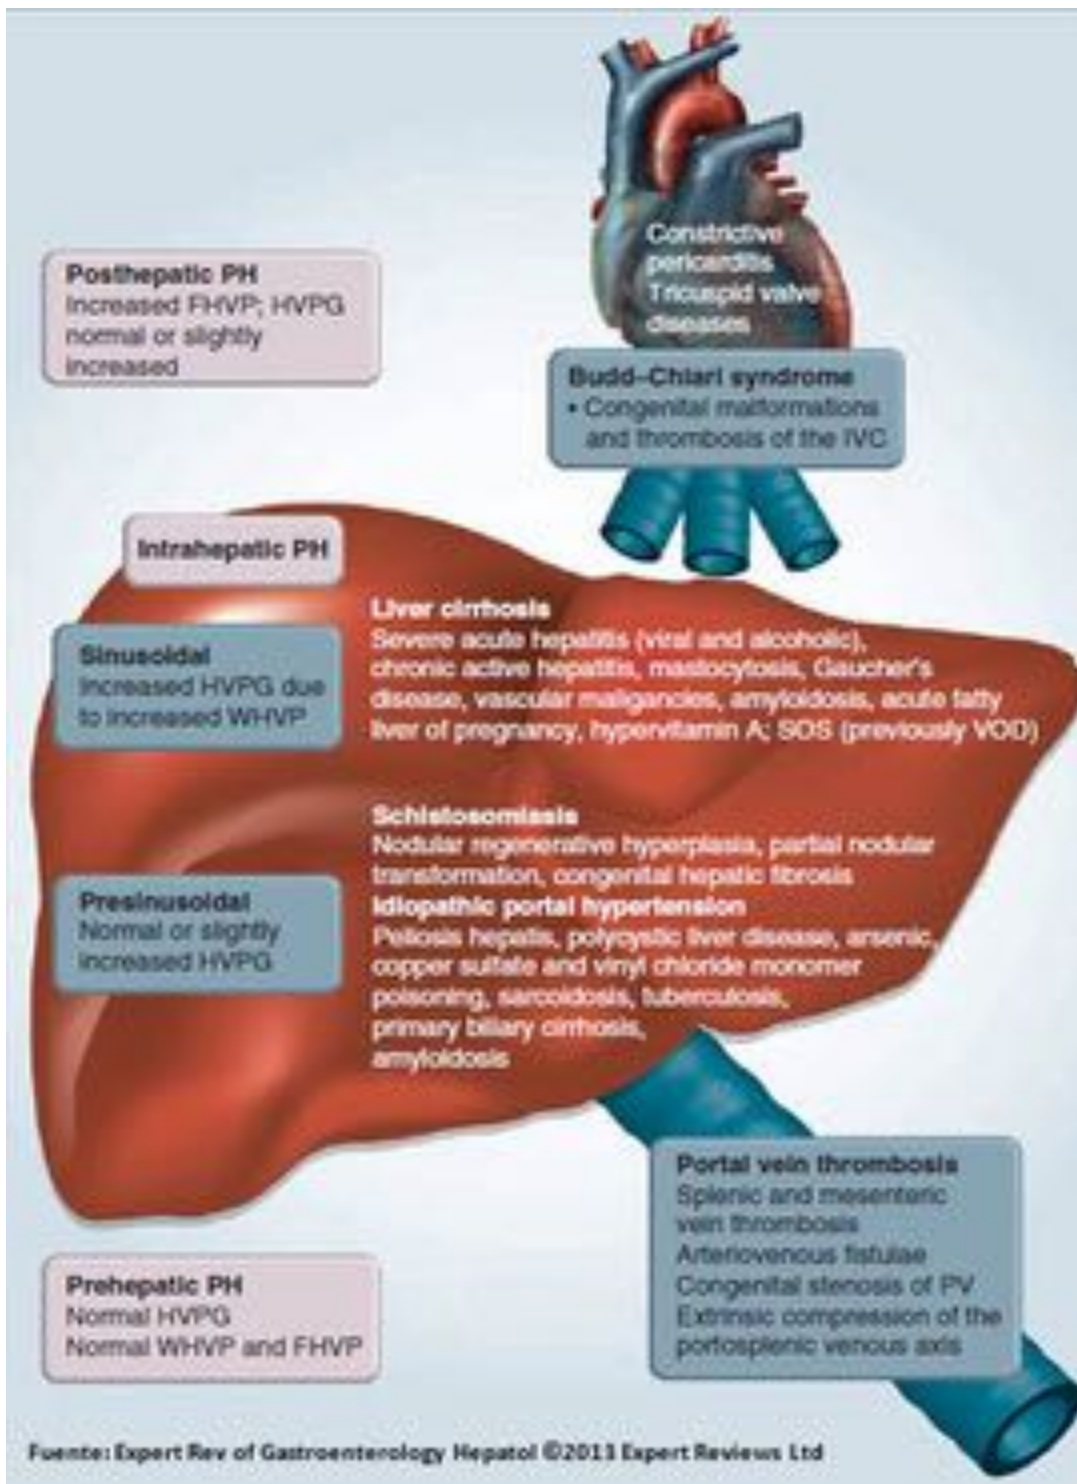 Constrictive
pericarditis
Tricuspid valve
diseases
Posthepatic PH
Increased FHVP; HVPG
normal or slightly
increased
Budd–Chiari syndrome
• Congenital malformations
and thrombosis of the IVC
Intrahepatic PH
Sinusoidal
Increased HVPG due
to increased WHVP
Liver cirrhosis
Severe acute hepatitis (viral and alcoholic),
chronic active hepatitis, mastocytosis, Gaucher's
disease, vascular maligancies, amyloidosis, acute fatty
liver of pregnancy, hypervitamin A; SOS (previously VOD)
Presinusoidal
Normal or slightly
increased HVPG
Schistosomiasis
Nodular regenerative hyperplasia, partial nodular
transformation, congenital hepatic fibrosis
Idiopathic portal hypertension
Peliosis hepatis, polycystic liver disease, arsenic,
copper sulfate and vinyl chloride monomer
poisoning, sarcoidosis, tuberculosis,
primary biliary cirrhosis,
amyloidosis
Portal vein thrombosis
Splenic and mesenteric
vein thrombosis
Arteriovenous fistulae
Congenital stenosis of PV
Extrinsic compression of the
portosplenic venous axis
Prehepatic PH
Normal HVPG
Normal WHVP and FHVP
Fuente: Expert Rev of Gastroenterology Hepatol ©2013 Expert Reviews Ltd